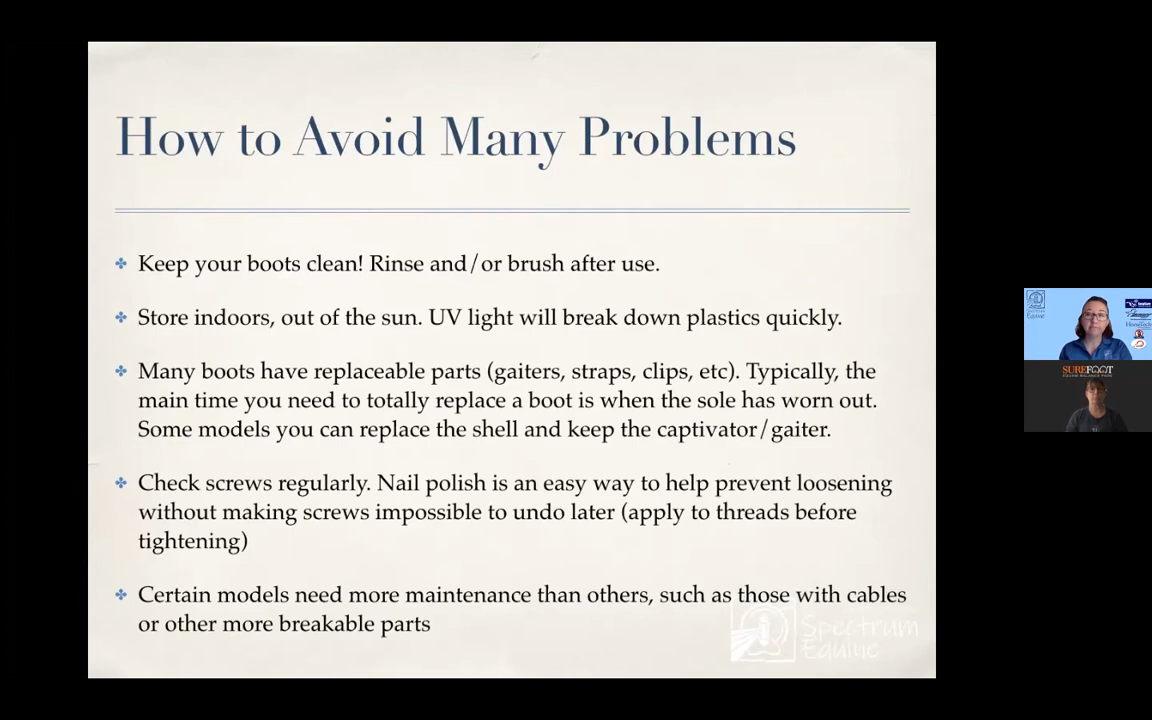 How to Avoid Many Problems
Keep your boots clean! Rinse and/or brush after use.
Store indoors, out of the sun. UV light will break down plastics quickly.
Many boots have replaceable parts (gaiters, straps, clips, etc). Typically, the
main time you need to totally replace a boot is when the sole has worn out.
Some models you can replace the shell and keep the captivator/gaiter.
Check screws regularly. Nail polish is an easy way to help prevent loosening
without making screws impossible to undo later (apply to threads before
tightening)
Certain models need more maintenance than others, such as those with cables
or other more breakable parts
Spectrum
Equine
SUREFOOT
EQUINE BALANCE PADS